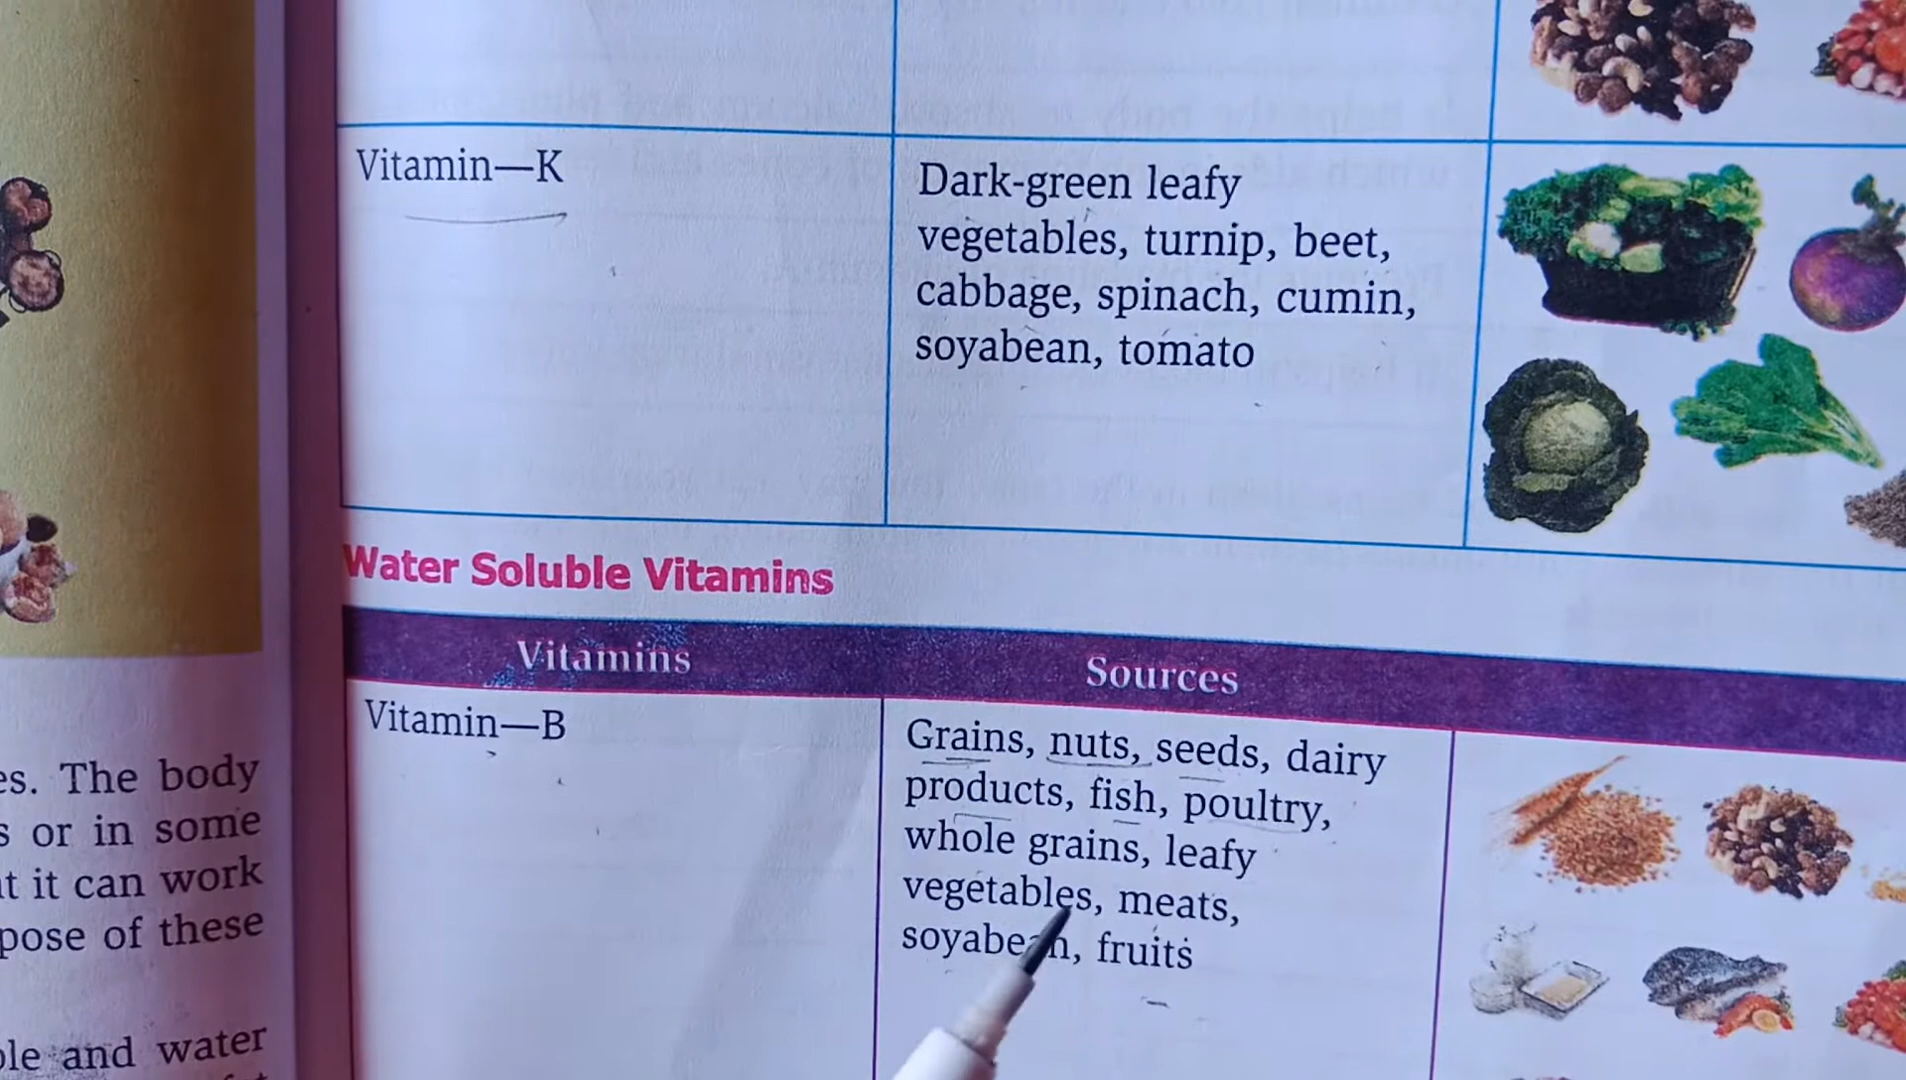 Vitamin—K
Dark-green leafy
vegetables, turnip, beet,
cabbage, spinach, cumin,
soyabean, tomato
Water Soluble Vitamins
Vitamins
Sources
Vitamin—B
Grains, nuts, seeds, dairy
products, fish, poultry,
whole grains, leafy
vegetables, meats,
soyabean, fruits
es. The body
s or in some
it can work
pose of these
and water